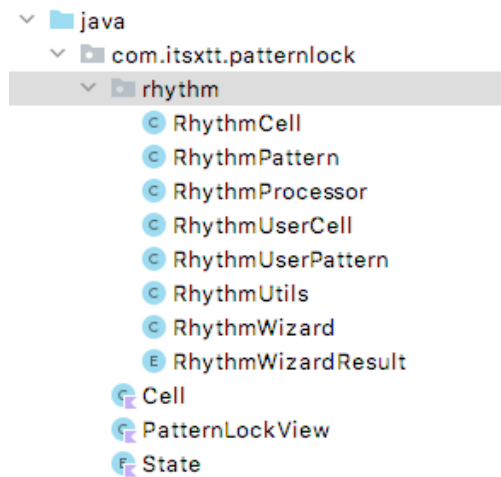 java
com.itsxtt.patternlock
rhythm
C RhythmCell
C RhythmPattern
C RhythmProcessor
C RhythmUserCell
C RhythmUserPattern
C RhythmUtils
C RhythmWizard
E RhythmWizardResult
C Cell
C PatternLockView
E State